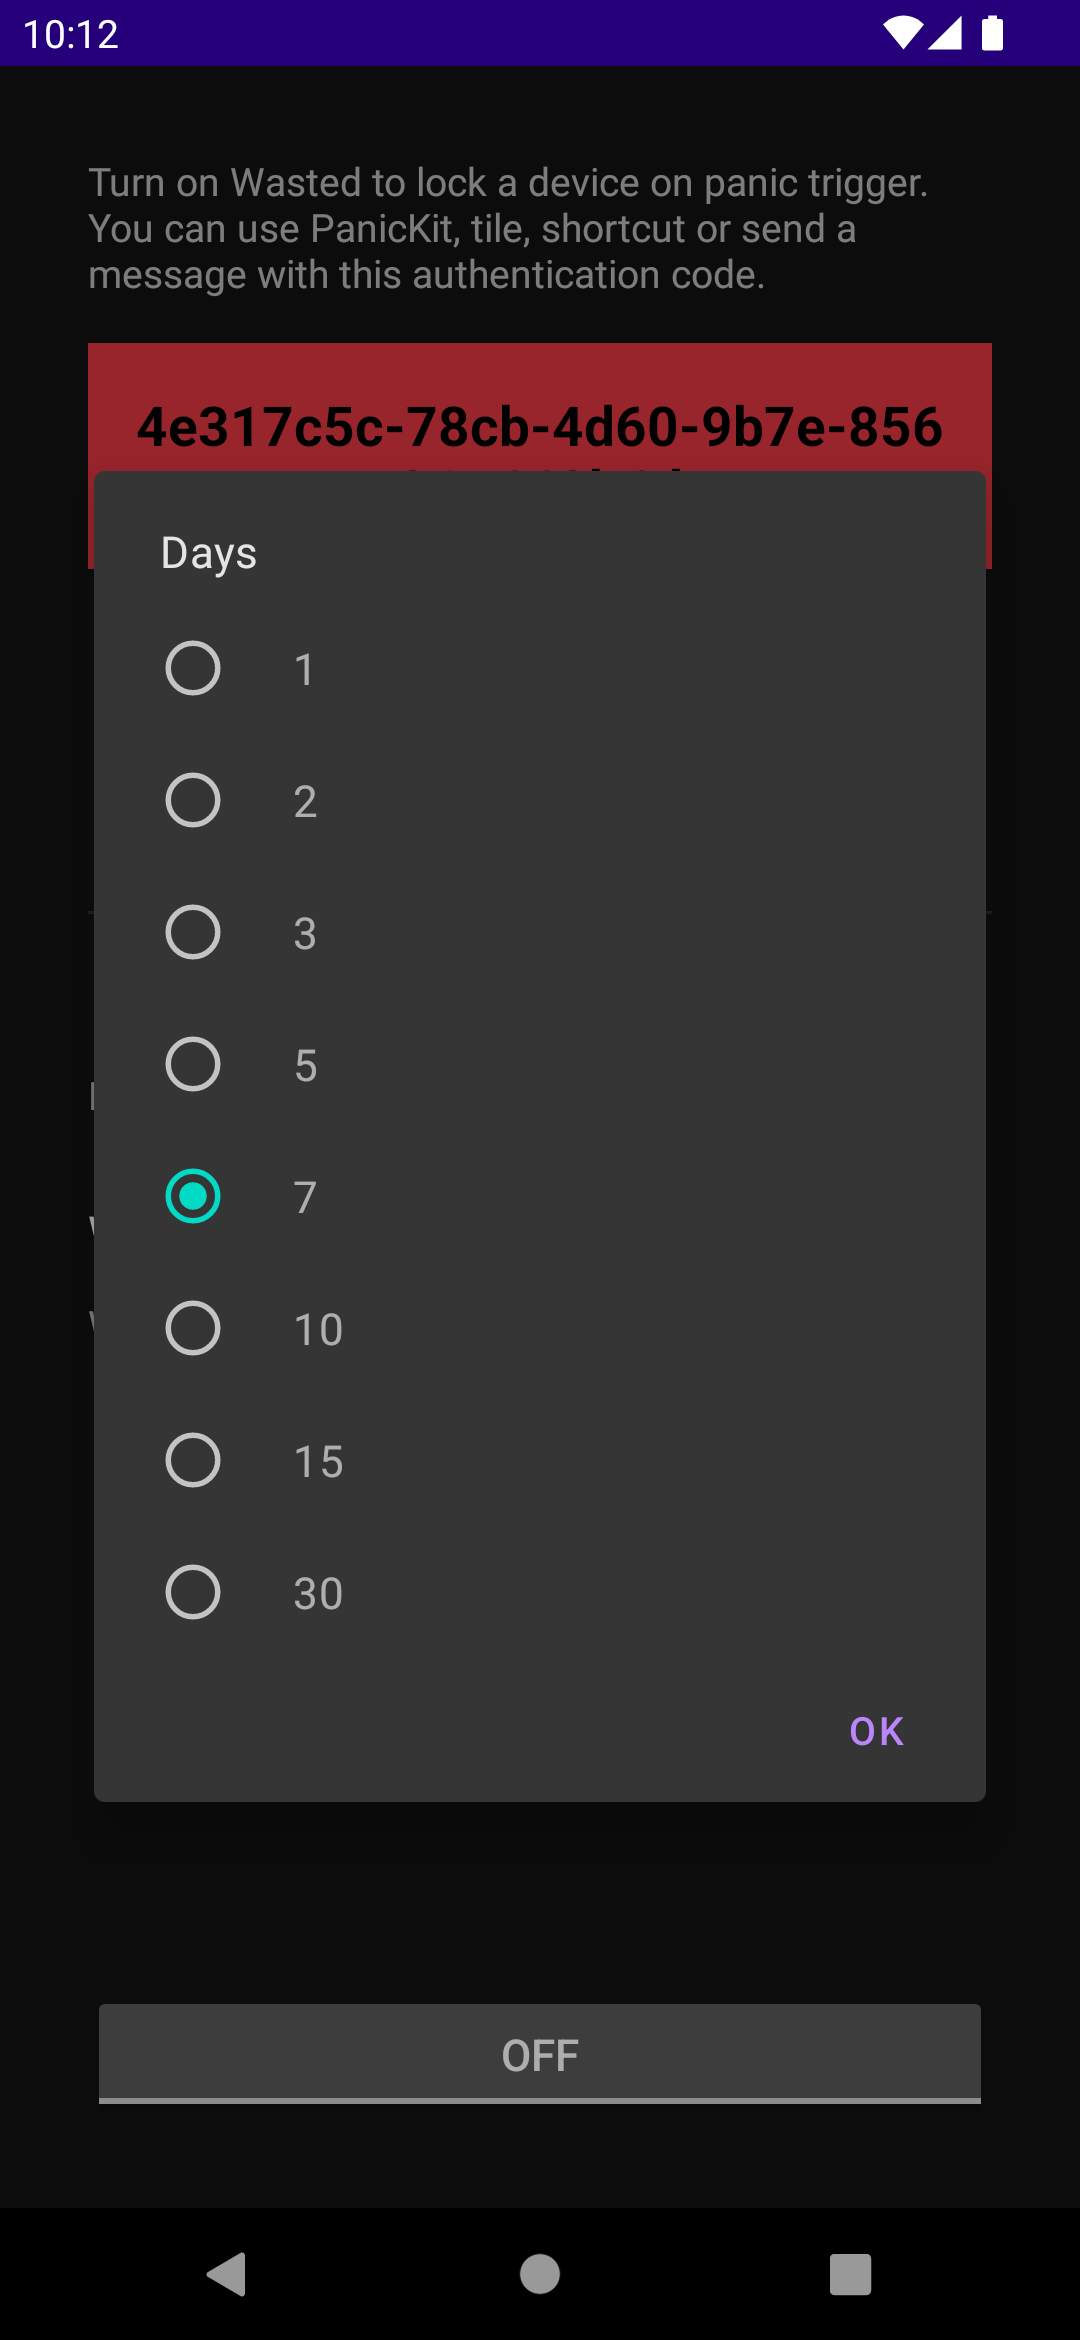 10:12
Turn on Wasted to lock a device on panic trigger.
You can use PanicKit, tile, shortcut or send a
message with this authentication code.
4e317c5c-78cb-4d60-9b7e-856
Days
1
2
3
5
7
10
15
30
OK
OFF